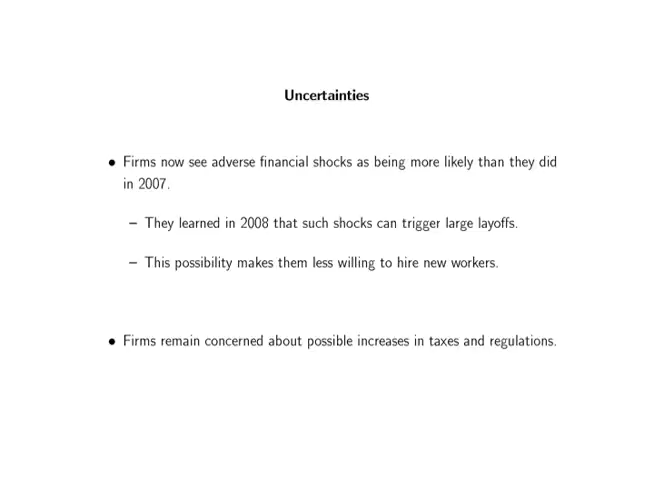 Uncertainties
• Firms now see adverse financial shocks as being more likely than they did
in 2007.
– They learned in 2008 that such shocks can trigger large layoffs.
– This possibility makes them less willing to hire new workers.
• Firms remain concerned about possible increases in taxes and regulations.